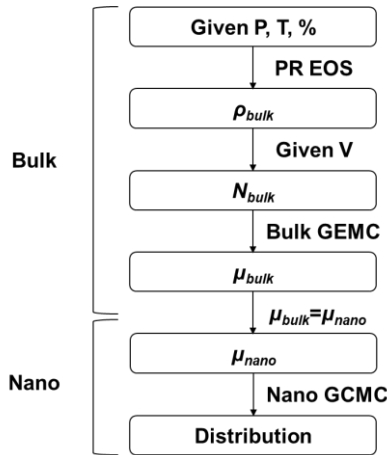 Given P, T, %
PR EOS
ρbulk
Given V
Bulk
Nbulk
Bulk GEMC
μbulk
μbulk=μnano
μnano
Nano
Nano GCMC
Distribution